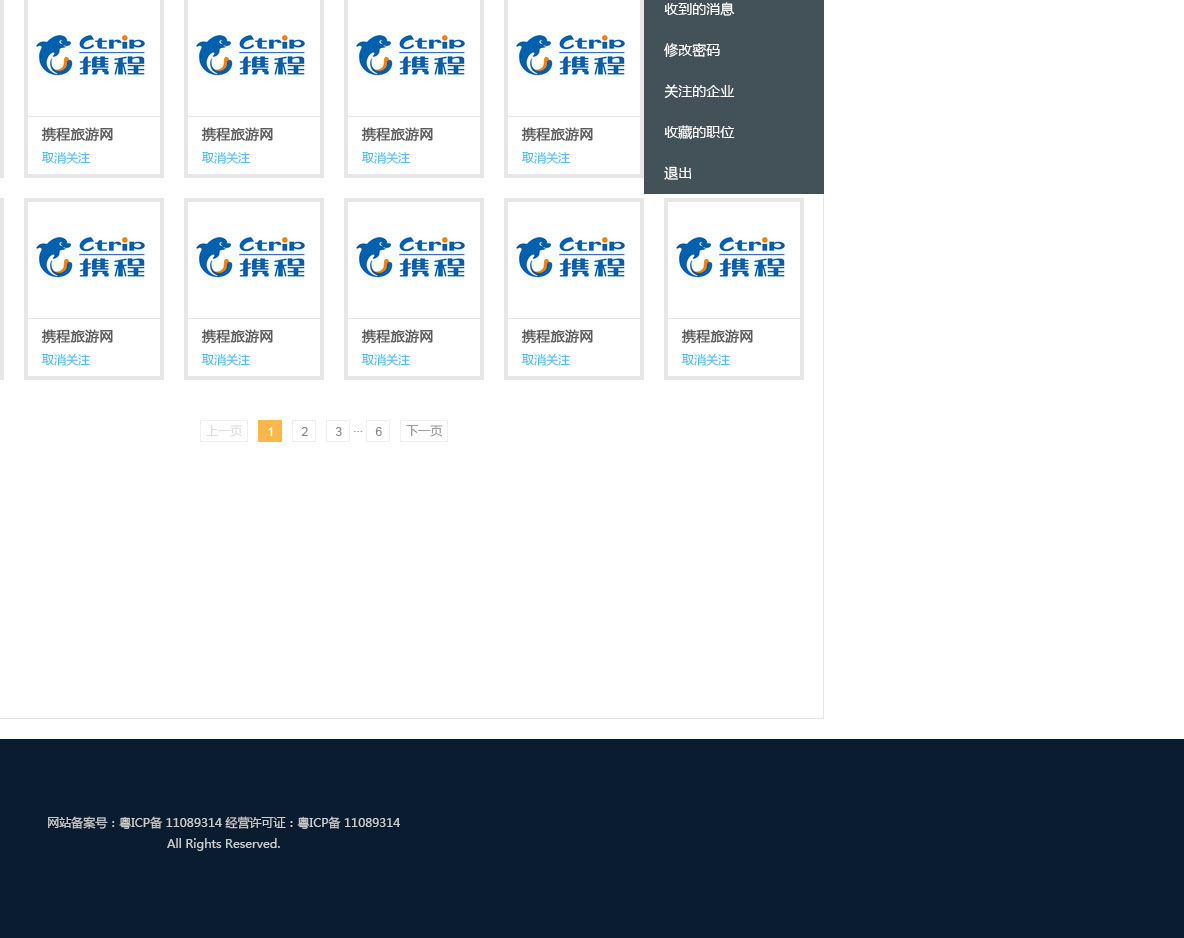 收到的消息
修改密码
关注的企业
收藏的职位
退出
Ctrip 携程
Ctrip 携程
Ctrip 携程
Ctrip 携程
携程旅游网
携程旅游网
携程旅游网
携程旅游网
取消关注
取消关注
取消关注
取消关注
Ctrip 携程
Ctrip 携程
Ctrip 携程
Ctrip 携程
Ctrip 携程
携程旅游网
携程旅游网
携程旅游网
携程旅游网
携程旅游网
取消关注
取消关注
取消关注
取消关注
取消关注
上一页 1 2 3 ... 6 下一页
网站备案号：粤ICP备 11089314 经营许可证：粤ICP备 11089314
All Rights Reserved.